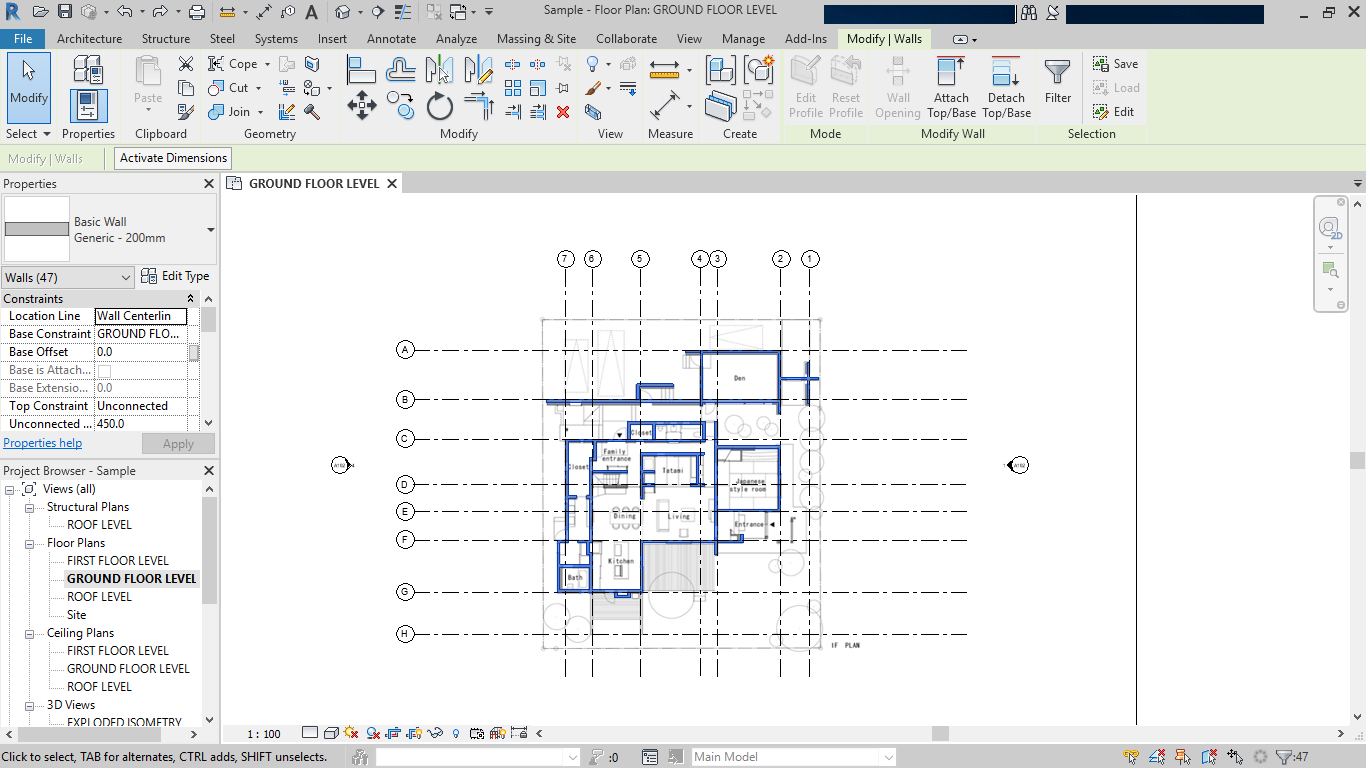 Sample - Floor Plan: GROUND FLOOR LEVEL
File Architecture Structure Steel Systems Insert Annotate Analyze Massing & Site Collaborate View Manage Add-Ins Modify | Walls
Modify
Select
Properties
Paste
Clipboard
Cope
Cut
Join
Geometry
Modify
View
Measure
Create
Edit Profile
Reset Profile
Mode
Wall Opening
Attach Top/Base
Detach Top/Base
Modify Wall
Filter
Save
Load
Edit
Selection
Modify | Walls
Activate Dimensions
Properties
Basic Wall
Generic - 200mm
Walls (47)
Edit Type
Constraints
Location Line Wall Centerlin
Base Constraint GROUND FLO...
Base Offset 0.0
Base is Attach...
Base Extensio... 0.0
Top Constraint Unconnected
Unconnected ... 450.0
Properties help
Apply
Project Browser - Sample
Views (all)
Structural Plans
ROOF LEVEL
Floor Plans
FIRST FLOOR LEVEL
GROUND FLOOR LEVEL
ROOF LEVEL
Site
Ceiling Plans
FIRST FLOOR LEVEL
GROUND FLOOR LEVEL
ROOF LEVEL
3D Views
EXPLODED ISOMETRY
GROUND FLOOR LEVEL
7 6 5 4 3 2 1
A
B
C
D
E
F
G
H
Den
Closet
Family entrance
Closet
Tatami
Japanese style room
Dining
Living
Entrance
Kitchen
Bath
1F PLAN
A102
A102
2D
1 : 100
Click to select, TAB for alternates, CTRL adds, SHIFT unselects.
:0
Main Model
:47